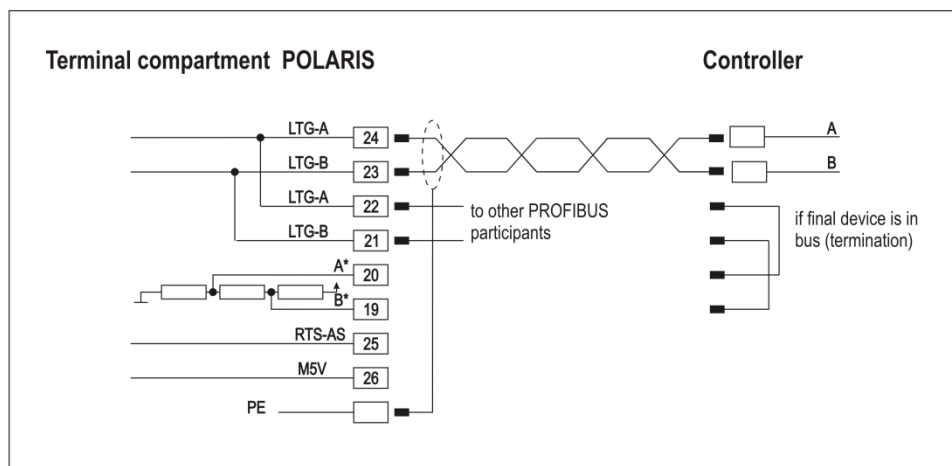 Terminal compartment POLARIS
Controller
LTG-A 24
A
LTG-B 23
B
LTG-A 22
to other PROFIBUS
participants
if final device is in
bus (termination)
LTG-B 21
A* 20
B* 19
RTS-AS 25
M5V 26
PE